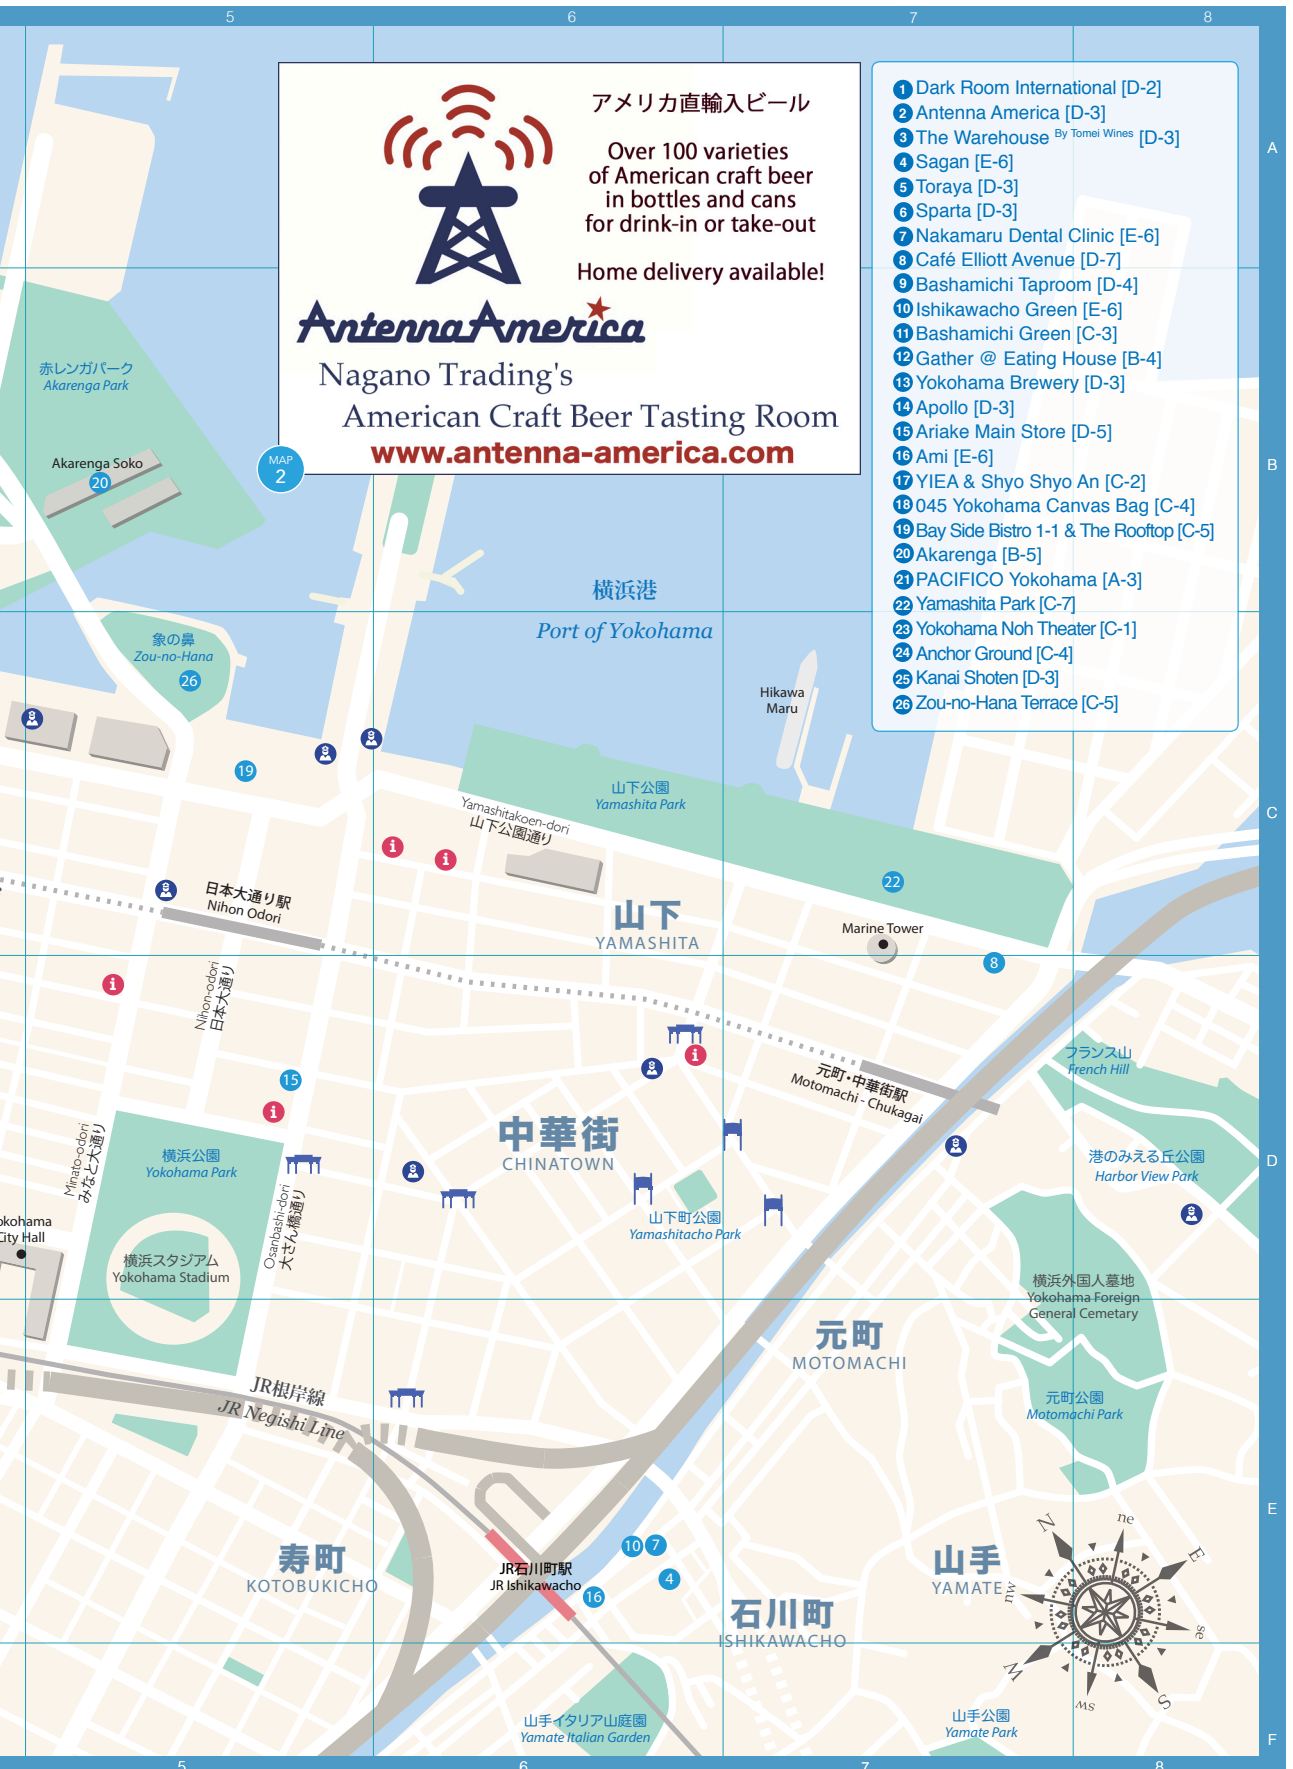 5
6
7
8
アメリカ直輸入ビール
Over 100 varieties
of American craft beer
in bottles and cans
for drink-in or take-out
Home delivery available!
Antenna America
Nagano Trading's
American Craft Beer Tasting Room
www.antenna-america.com
MAP
2
1 Dark Room International [D-2]
2 Antenna America [D-3]
3 The Warehouse By Tomei Wines [D-3]
4 Sagan [E-6]
5 Toraya [D-3]
6 Sparta [D-3]
7 Nakamaru Dental Clinic [E-6]
8 Café Elliott Avenue [D-7]
9 Bashamichi Taproom [D-4]
10 Ishikawacho Green [E-6]
11 Bashamichi Green [C-3]
12 Gather @ Eating House [B-4]
13 Yokohama Brewery [D-3]
14 Apollo [D-3]
15 Ariake Main Store [D-5]
16 Ami [E-6]
17 YIEA & Shyo Shyo An [C-2]
18 045 Yokohama Canvas Bag [C-4]
19 Bay Side Bistro 1-1 & The Rooftop [C-5]
20 Akarenga [B-5]
21 PACIFICO Yokohama [A-3]
22 Yamashita Park [C-7]
23 Yokohama Noh Theater [C-1]
24 Anchor Ground [C-4]
25 Kanai Shoten [D-3]
26 Zou-no-Hana Terrace [C-5]
A
B
C
D
E
F
赤レンガパーク
Akarenga Park
Akarenga Soko
20
横浜港
Port of Yokohama
象の鼻
Zou-no-Hana
26
Hikawa
Maru
19
山下公園
Yamashita Park
Yamashitakoen-dori
山下公園通り
22
日本大通り駅
Nihon Odori
山下
YAMASHITA
Marine Tower
8
Nihon-odori
日本大通り
15
元町・中華街駅
Motomachi - Chukagai
フランス山
French Hill
中華街
CHINATOWN
Minato-odori
みなと大通り
横浜公園
Yokohama Park
港のみえる丘公園
Harbor View Park
Osanbashi-dori
大さん橋通り
山下町公園
Yamashitacho Park
okohama
City Hall
横浜スタジアム
Yokohama Stadium
横浜外国人墓地
Yokohama Foreign
General Cemetary
元町
MOTOMACHI
JR根岸線
JR Negishi Line
元町公園
Motomachi Park
寿町
KOTOBUKICHO
JR石川町駅
JR Ishikawacho
10
7
4
16
石川町
ISHIKAWACHO
山手
YAMATE
N
ne
E
se
S
sw
W
nw
山手イタリア山庭園
Yamate Italian Garden
山手公園
Yamate Park
5
6
7
8